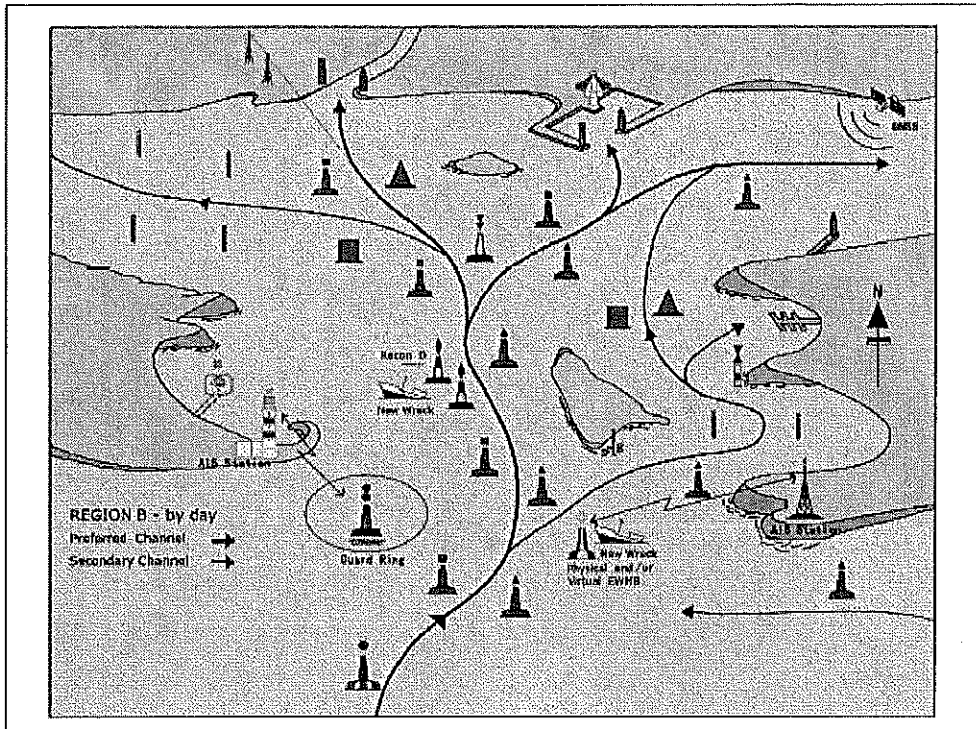 GNSS
N
Racon D
New Wreck
AIS Station
REGION B - by day
Preferred Channel
Secondary Channel
Guard Ring
New Wreck
Physical and/or
Virtual EWMB
AIS Station